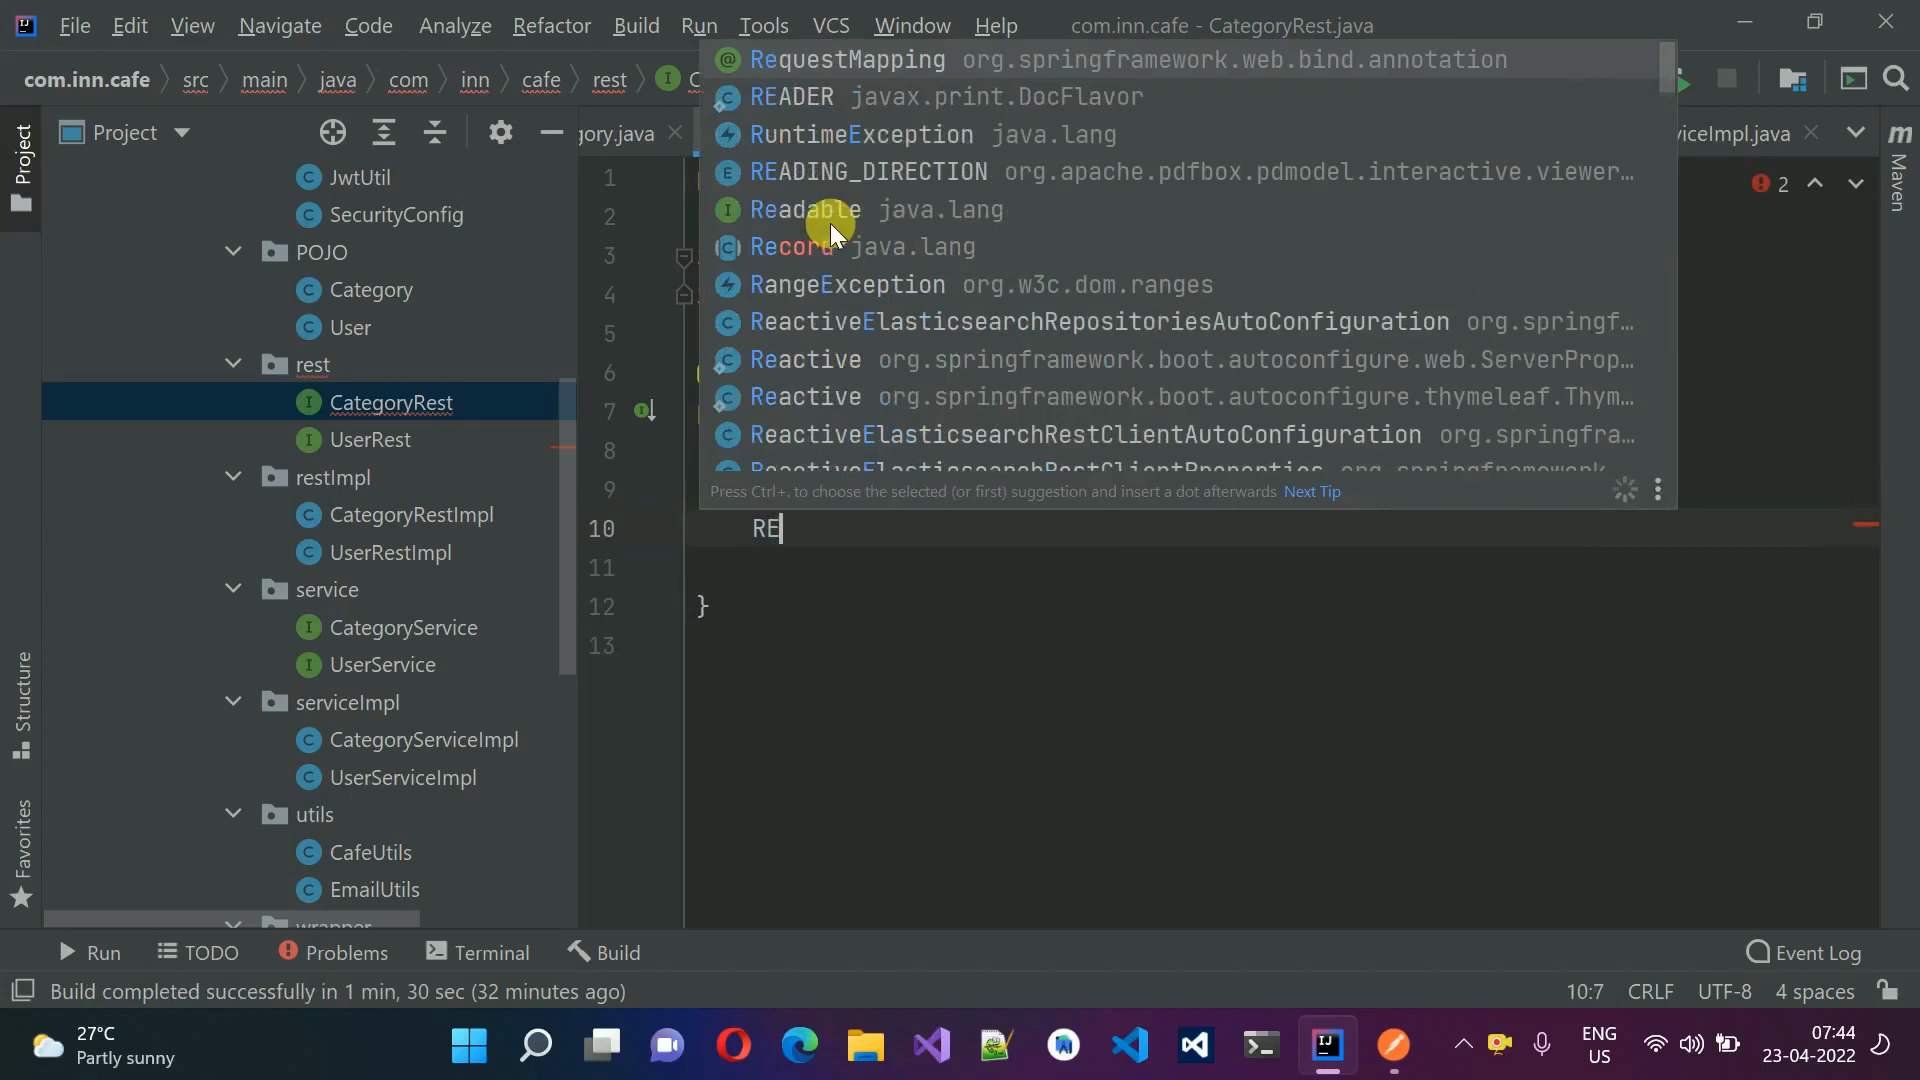 File Edit View Navigate Code Analyze Refactor Build Run Tools VCS Window Help com.inn.cafe - CategoryRest.java
com.inn.cafe src main java com inn cafe rest
Project
gory.java
viceImpl.java
RequestMapping org.springframework.web.bind.annotation
READER javax.print.DocFlavor
RuntimeException java.lang
READING_DIRECTION org.apache.pdfbox.pdmodel.interactive.viewer...
Readable java.lang
Record java.lang
RangeException org.w3c.dom.ranges
ReactiveElasticsearchRepositoriesAutoConfiguration org.springf...
Reactive org.springframework.boot.autoconfigure.web.ServerProp...
Reactive org.springframework.boot.autoconfigure.thymeleaf.Thym...
ReactiveElasticsearchRestClientAutoConfiguration org.springfra...
ReactiveElasticsearchRestClientProperties org.springframework
Press Ctrl+. to choose the selected (or first) suggestion and insert a dot afterwards Next Tip
2
Project
Structure
Favorites
Maven
JwtUtil
SecurityConfig
POJO
Category
User
rest
CategoryRest
UserRest
restImpl
CategoryRestImpl
UserRestImpl
service
CategoryService
UserService
serviceImpl
CategoryServiceImpl
UserServiceImpl
utils
CafeUtils
EmailUtils
wrapper
1
2
3
4
5
6
7
8
9
10 RE
11
12 }
13
Run TODO Problems Terminal Build Event Log
Build completed successfully in 1 min, 30 sec (32 minutes ago) 10:7 CRLF UTF-8 4 spaces
27°C
Partly sunny
ENG
US
07:44
23-04-2022